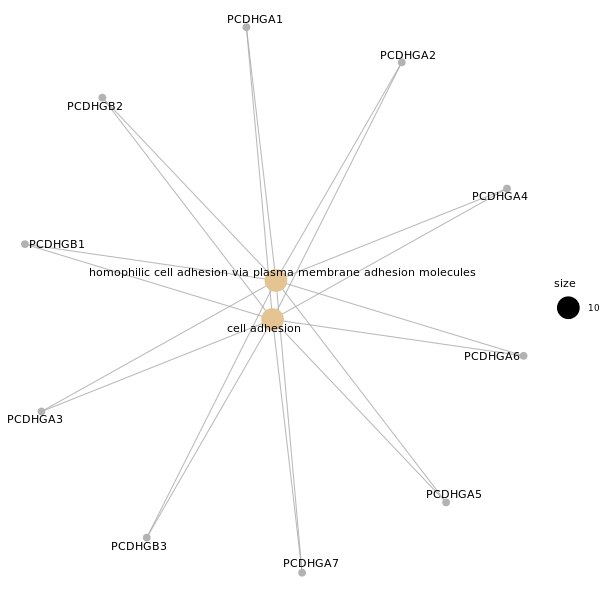 PCDHGA1
PCDHGA2
PCDHGB2
PCDHGA4
PCDHGB1
homophilic cell adhesion via plasma membrane adhesion molecules
size
10
cell adhesion
PCDHGA6
PCDHGA3
PCDHGA5
PCDHGB3
PCDHGA7